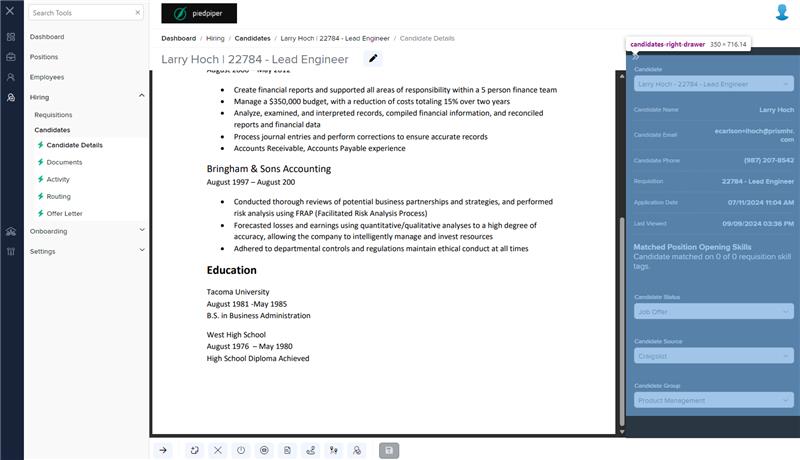 Search Tools
Dashboard
Positions
Employees
Hiring
Requisitions
Candidates
Candidate Details
Documents
Activity
Routing
Offer Letter
Onboarding
Settings
piedpiper
Dashboard / Hiring / Candidates / Larry Hoch | 22784 - Lead Engineer / Candidate Details
Larry Hoch | 22784 - Lead Engineer
August 2000 – May 2012
• Create financial reports and supported all areas of responsibility within a 5 person finance team
• Manage a $350,000 budget, with a reduction of costs totaling 15% over two years
• Analyze, examined, and interpreted records, compiled financial information, and reconciled
reports and financial data
• Process journal entries and perform corrections to ensure accurate records
• Accounts Receivable, Accounts Payable experience
Bringham & Sons Accounting
August 1997 – August 200
• Conducted thorough reviews of potential business partnerships and strategies, and performed
risk analysis using FRAP (Facilitated Risk Analysis Process)
• Forecasted losses and earnings using quantitative/qualitative analyses to a high degree of
accuracy, allowing the company to intelligently manage and invest resources
• Adhered to departmental controls and regulations maintain ethical conduct at all times
Education
Tacoma University
August 1981 -May 1985
B.S. in Business Administration
West High School
August 1976 – May 1980
High School Diploma Achieved
candidates-right-drawer 350 × 716.14
Candidate
Larry Hoch - 22784 - Lead Engineer
Candidate Name Larry Hoch
Candidate Email ecarlson+lhoch@prismhr.
com
Candidate Phone (987) 207-8542
Requisition 22784 - Lead Engineer
Application Date 07/11/2024 11:04 AM
Last Viewed 09/09/2024 03:36 PM
Matched Position Opening Skills
Candidate matched on 0 of 0 requisition skill
tags.
Candidate Status
Job Offer
Candidate Source
Craigslist
Candidate Group
Product Management